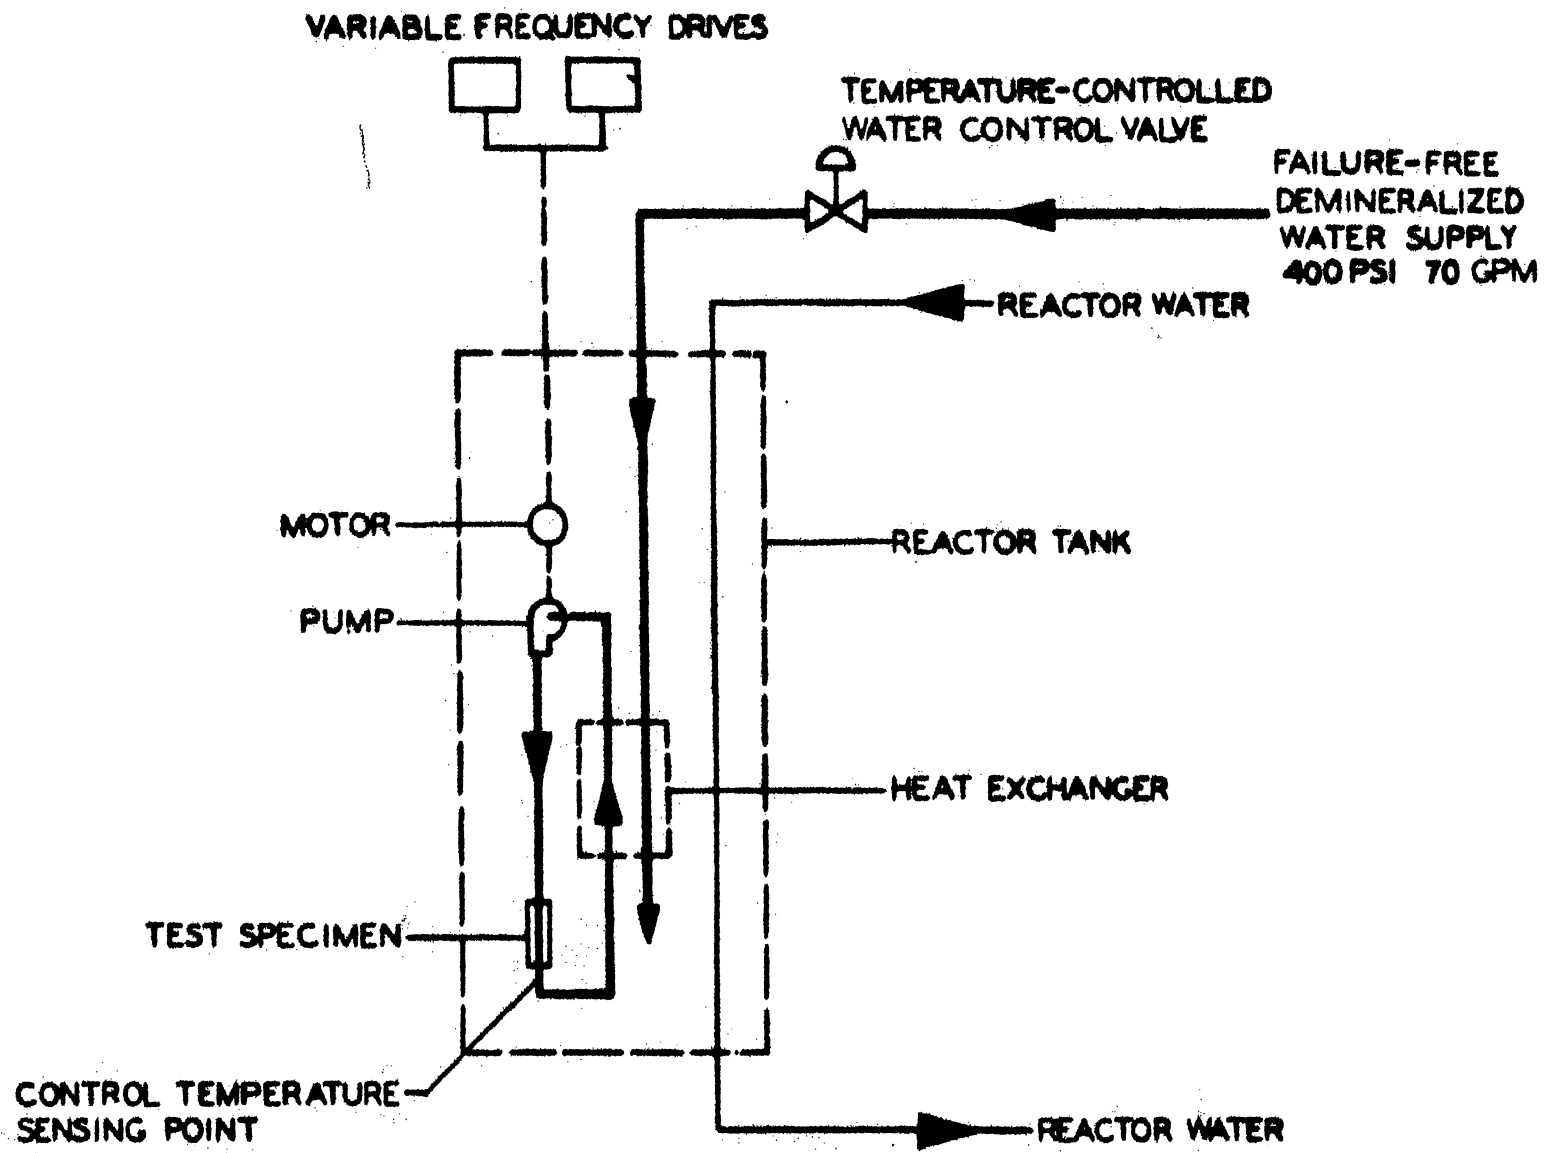 VARIABLE FREQUENCY DRIVES
TEMPERATURE-CONTROLLED
WATER CONTROL VALVE
FAILURE-FREE
DEMINERALIZED
WATER SUPPLY
400 PSI 70 GPM
REACTOR WATER
MOTOR
REACTOR TANK
PUMP
HEAT EXCHANGER
TEST SPECIMEN
CONTROL TEMPERATURE
SENSING POINT
REACTOR WATER